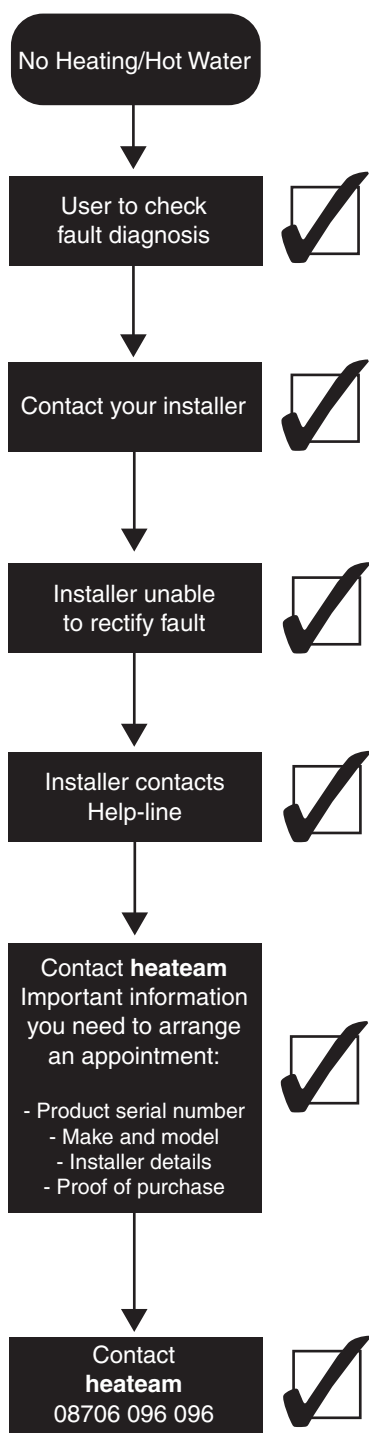 No Heating/Hot Water
User to check
fault diagnosis
Contact your installer
Installer unable
to rectify fault
Installer contacts
Help-line
Contact heateam
Important information
you need to arrange
an appointment:
- Product serial number
- Make and model
- Installer details
- Proof of purchase
Contact
heateam
08706 096 096